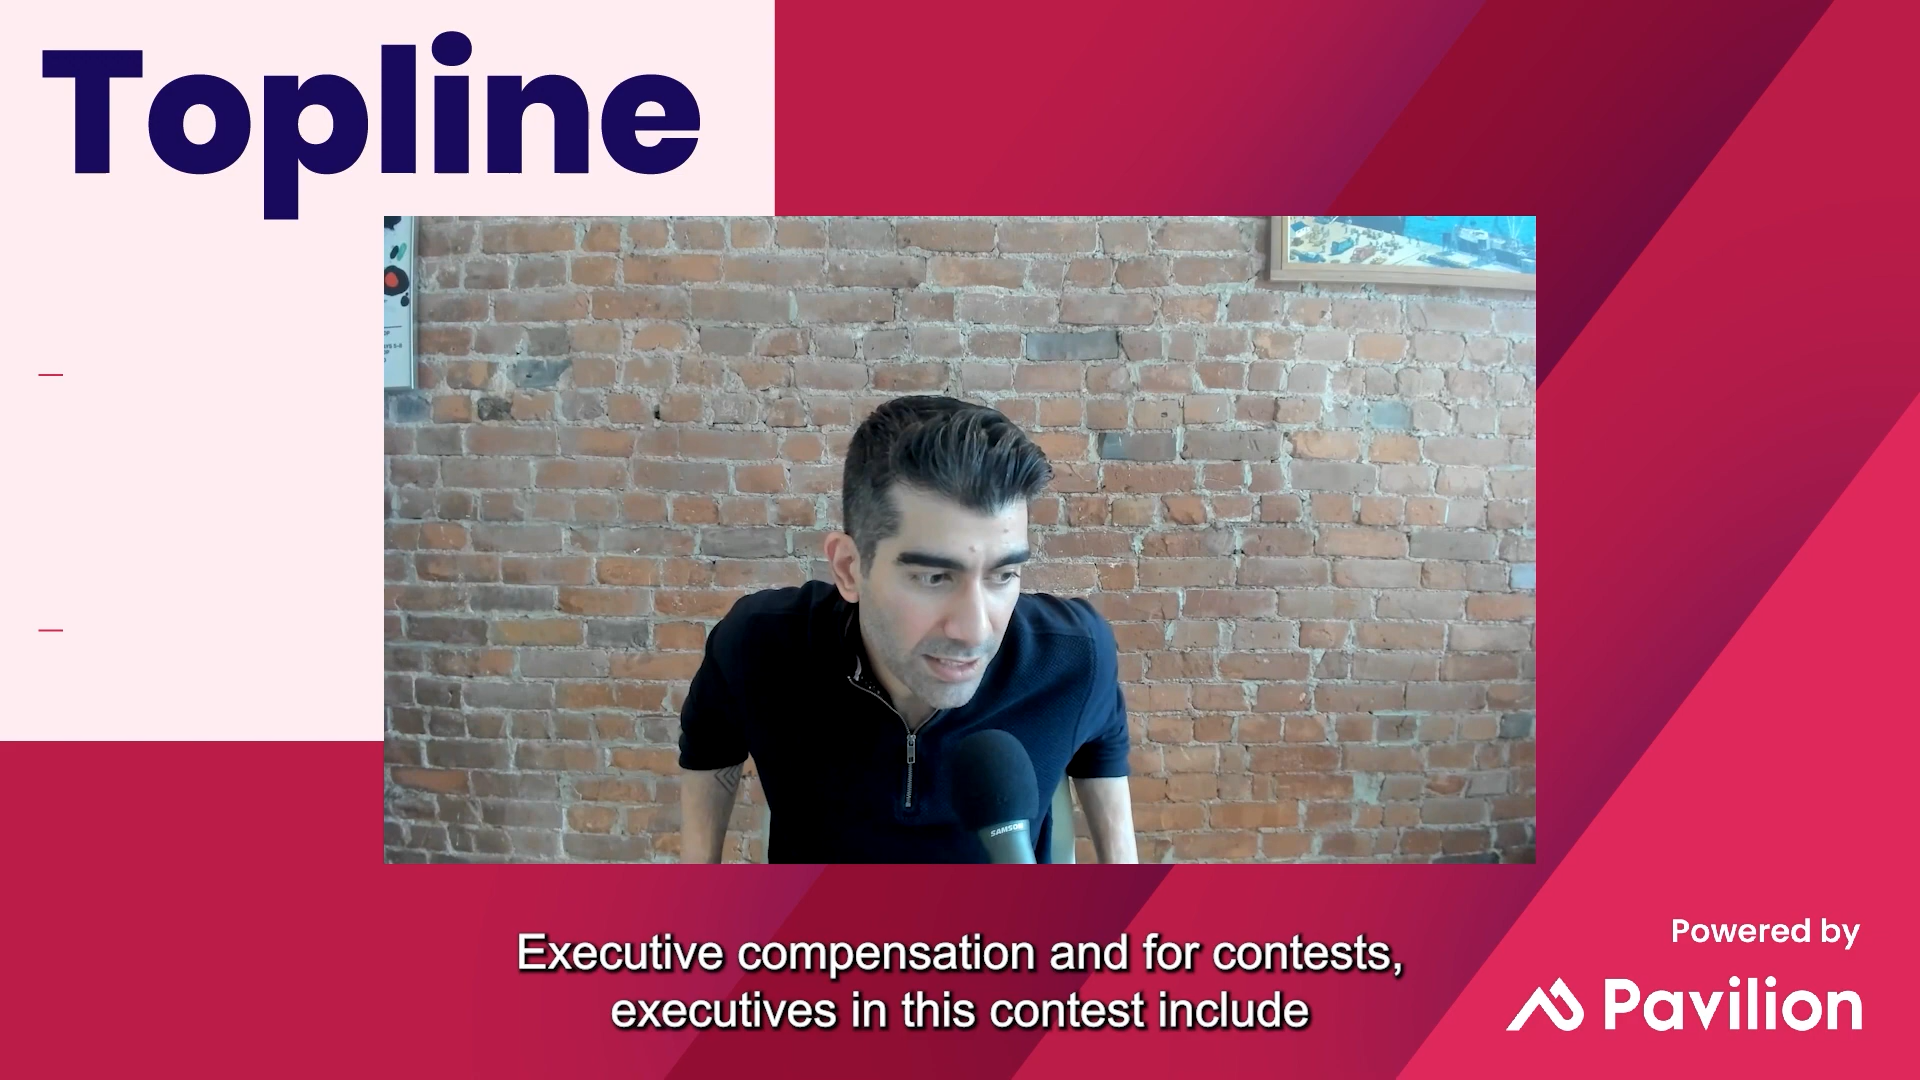 Topline
SAMSON
Executive compensation and for contests,
executives in this contest include
Powered by
Pavilion